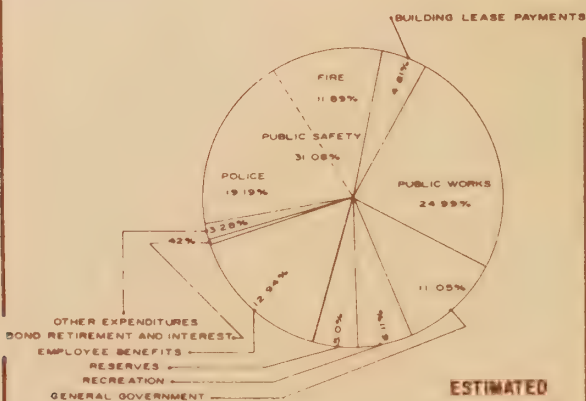 BUILDING LEASE PAYMENTS
FIRE
11.89%
4.81%
PUBLIC SAFETY
31.08%
POLICE
19.19%
PUBLIC WORKS
24.99%
3.28%
.42%
12.94%
11.05%
OTHER EXPENDITURES
BOND RETIREMENT AND INTEREST
EMPLOYEE BENEFITS
RESERVES
RECREATION
GENERAL GOVERNMENT
ESTIMATED